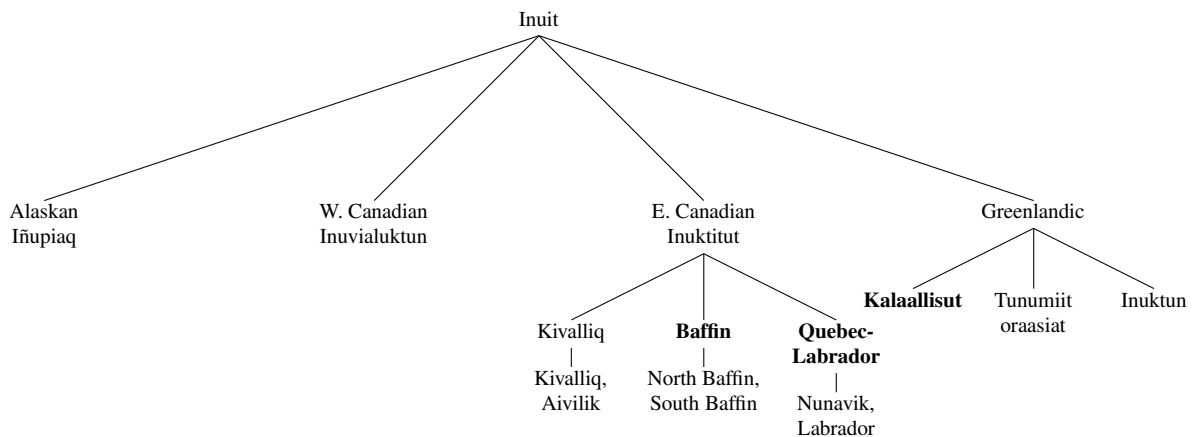 Inuit
Alaskan
Iñupiaq
W. Canadian
Inuvialuktun
E. Canadian
Inuktitut
Greenlandic
Kivalliq
Baffin
Quebec-
Labrador
Kalaallisut
Tunumiit
oraasiat
Inuktun
Kivalliq,
Aivilik
North Baffin,
South Baffin
Nunavik,
Labrador